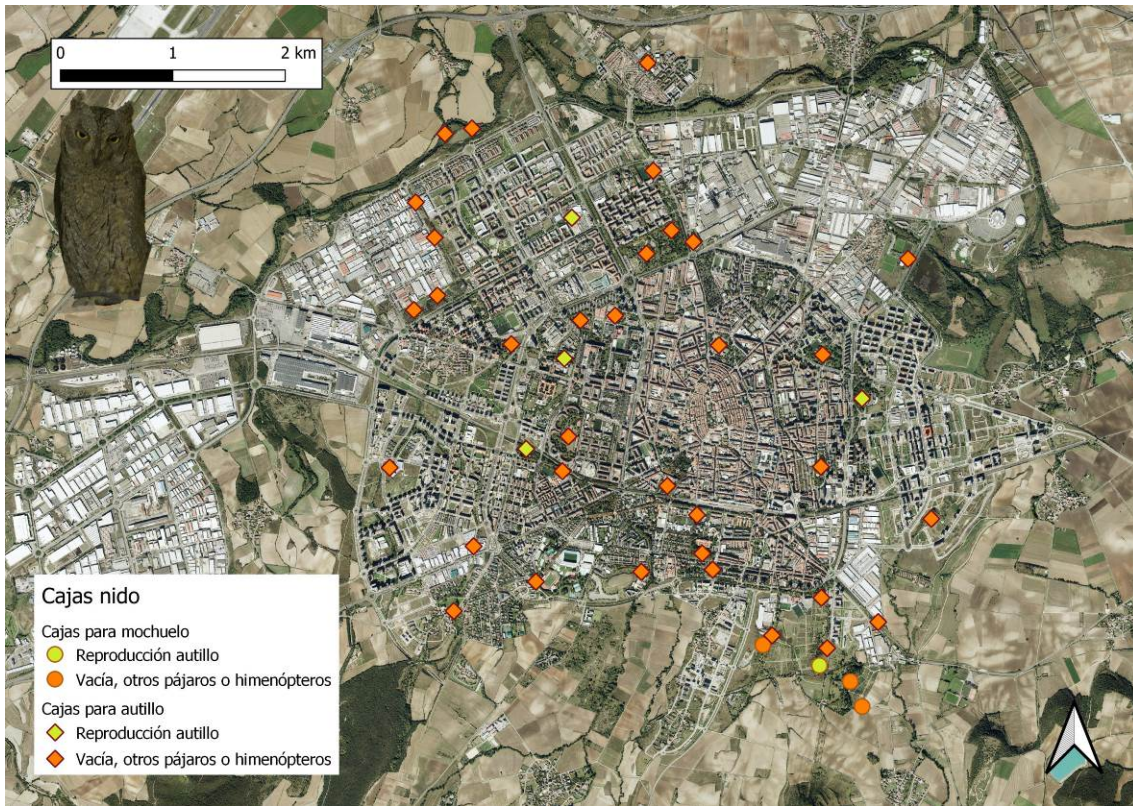 0 1 2 km
Cajas nido
Cajas para mochuelo
Reproducción autillo
Vacía, otros pájaros o himenópteros
Cajas para autillo
Reproducción autillo
Vacía, otros pájaros o himenópteros